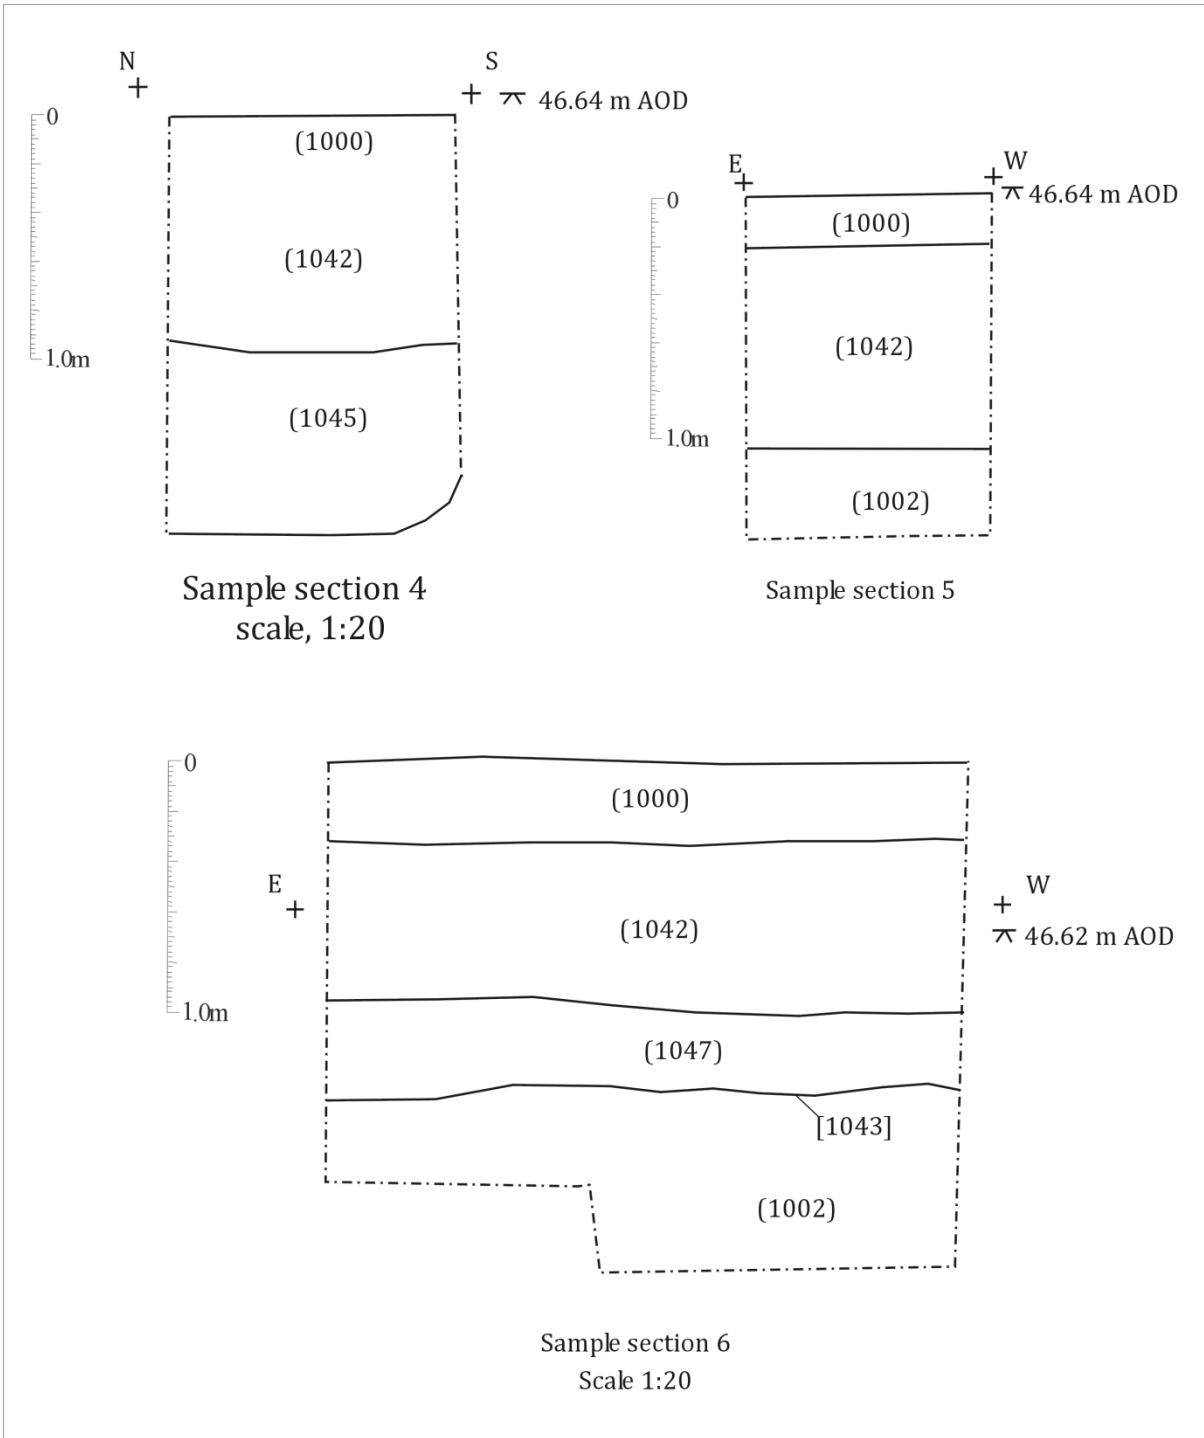 N
S
46.64 m AOD
0
(1000)
(1042)
1.0m
(1045)
Sample section 4
scale, 1:20
E
W
46.64 m AOD
0
(1000)
(1042)
1.0m
(1002)
Sample section 5
0
(1000)
E
W
(1042)
46.62 m AOD
1.0m
(1047)
[1043]
(1002)
Sample section 6
Scale 1:20